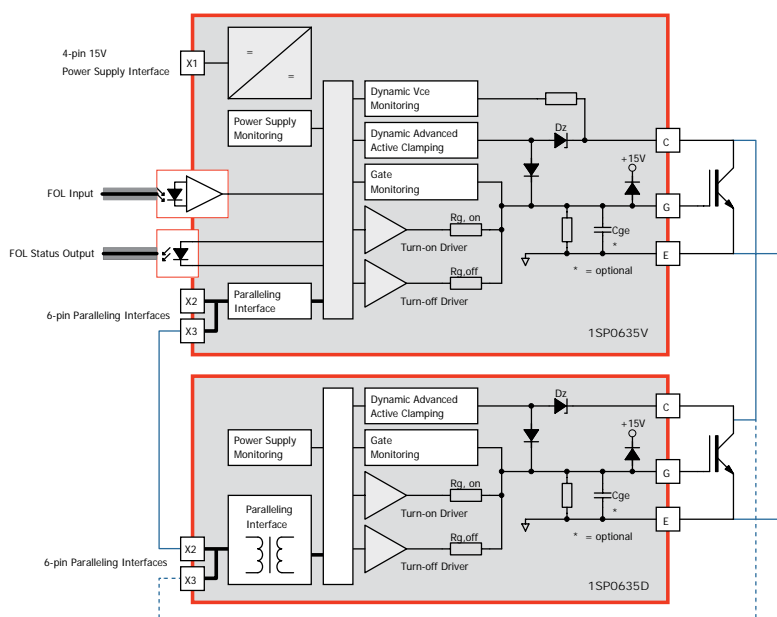 4-pin 15V
Power Supply Interface
X1
=
=
Dynamic Vce
Monitoring
Power Supply
Monitoring
Dynamic Advanced
Active Clamping
Dz
C
+15V
Gate
Monitoring
FOL Input
G
Rg, on
Cge
*
Turn-on Driver
FOL Status Output
E
Rg,off
* = optional
X2
Paralleling
Interface
Turn-off Driver
6-pin Paralleling Interfaces
X3
1SP0635V
Dynamic Advanced
Active Clamping
Dz
C
+15V
Power Supply
Monitoring
Gate
Monitoring
G
Rg, on
Cge
*
Paralleling
Interface
Turn-on Driver
E
Rg,off
* = optional
X2
6-pin Paralleling Interfaces
Turn-off Driver
X3
1SP0635D